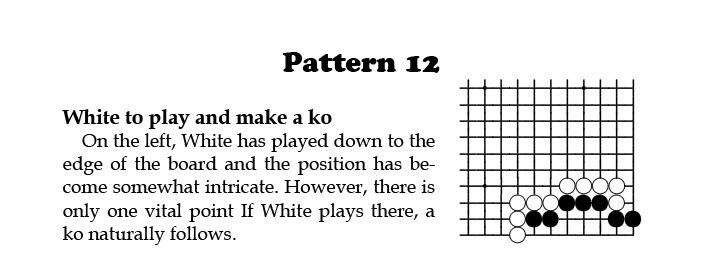 Pattern 12
White to play and make a ko
On the left, White has played down to the
edge of the board and the position has be-
come somewhat intricate. However, there is
only one vital point If White plays there, a
ko naturally follows.